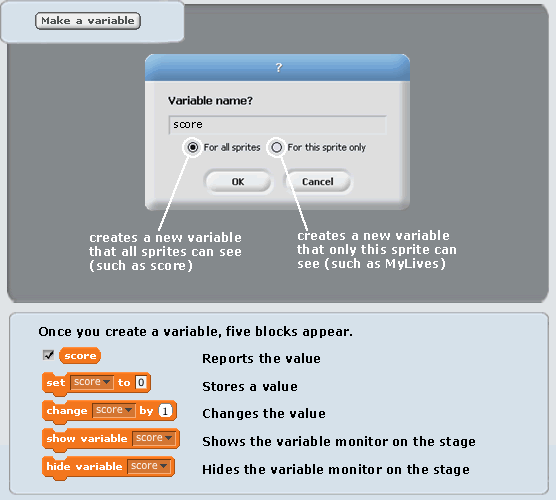 Make a variable
?
Variable name?
score
For all sprites For this sprite only
OK Cancel
creates a new variable
that all sprites can see
(such as score)
creates a new variable
that only this sprite can
see (such as MyLives)
Once you create a variable, five blocks appear.
score Reports the value
set score to 0 Stores a value
change score by 1 Changes the value
show variable score Shows the variable monitor on the stage
hide variable score Hides the variable monitor on the stage